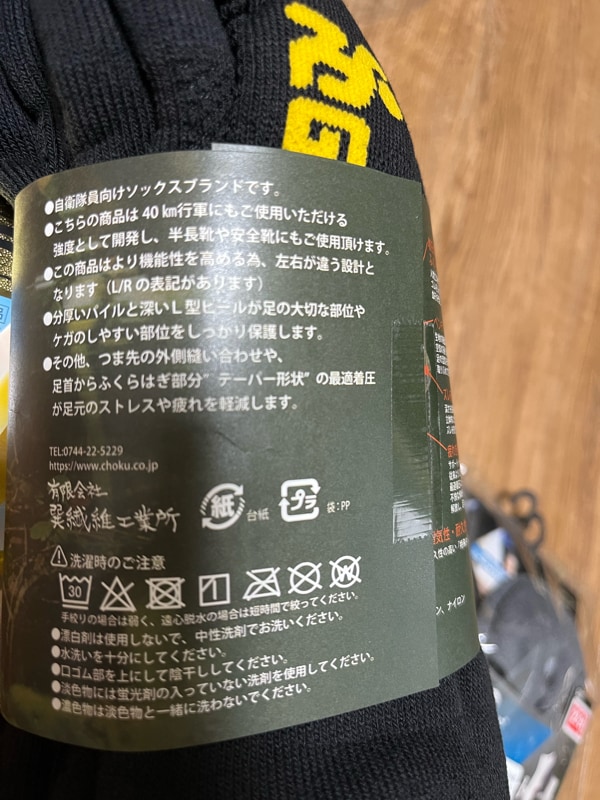 ●自衛隊員向けソックスブランドです。
●こちらの商品は 40 ㎞行軍にもご使用いただける
強度として開発し、半長靴や安全靴にもご使用頂けます。
●この商品はより機能性を高める為、左右が違う設計と
なります（L/R の表記があります）
●分厚いパイルと深いＬ型ヒールが足の大切な部位や
ケガのしやすい部位をしっかり保護します。
●その他、つま先の外側縫い合わせや、
足首からふくらはぎ部分”テーパー形状”の最適着圧
が足元のストレスや疲れを軽減します。
TEL:0744-22-5229
https://www.choku.co.jp
有限会社
巽繊維工業所
紙 台紙 プラ 袋：PP
洗濯時のご注意
30
W
手絞りの場合は弱く、遠心脱水の場合は短時間で絞ってください。
●漂白剤は使用しないで、中性洗剤でお洗いください。
●水洗いを十分にしてください。
●口ゴム部を上にして陰干ししてください。
●淡色物には蛍光剤の入っていない洗剤を使用してください。
●濃色物は淡色物と一緒に洗わないでください。
ン、ナイロン